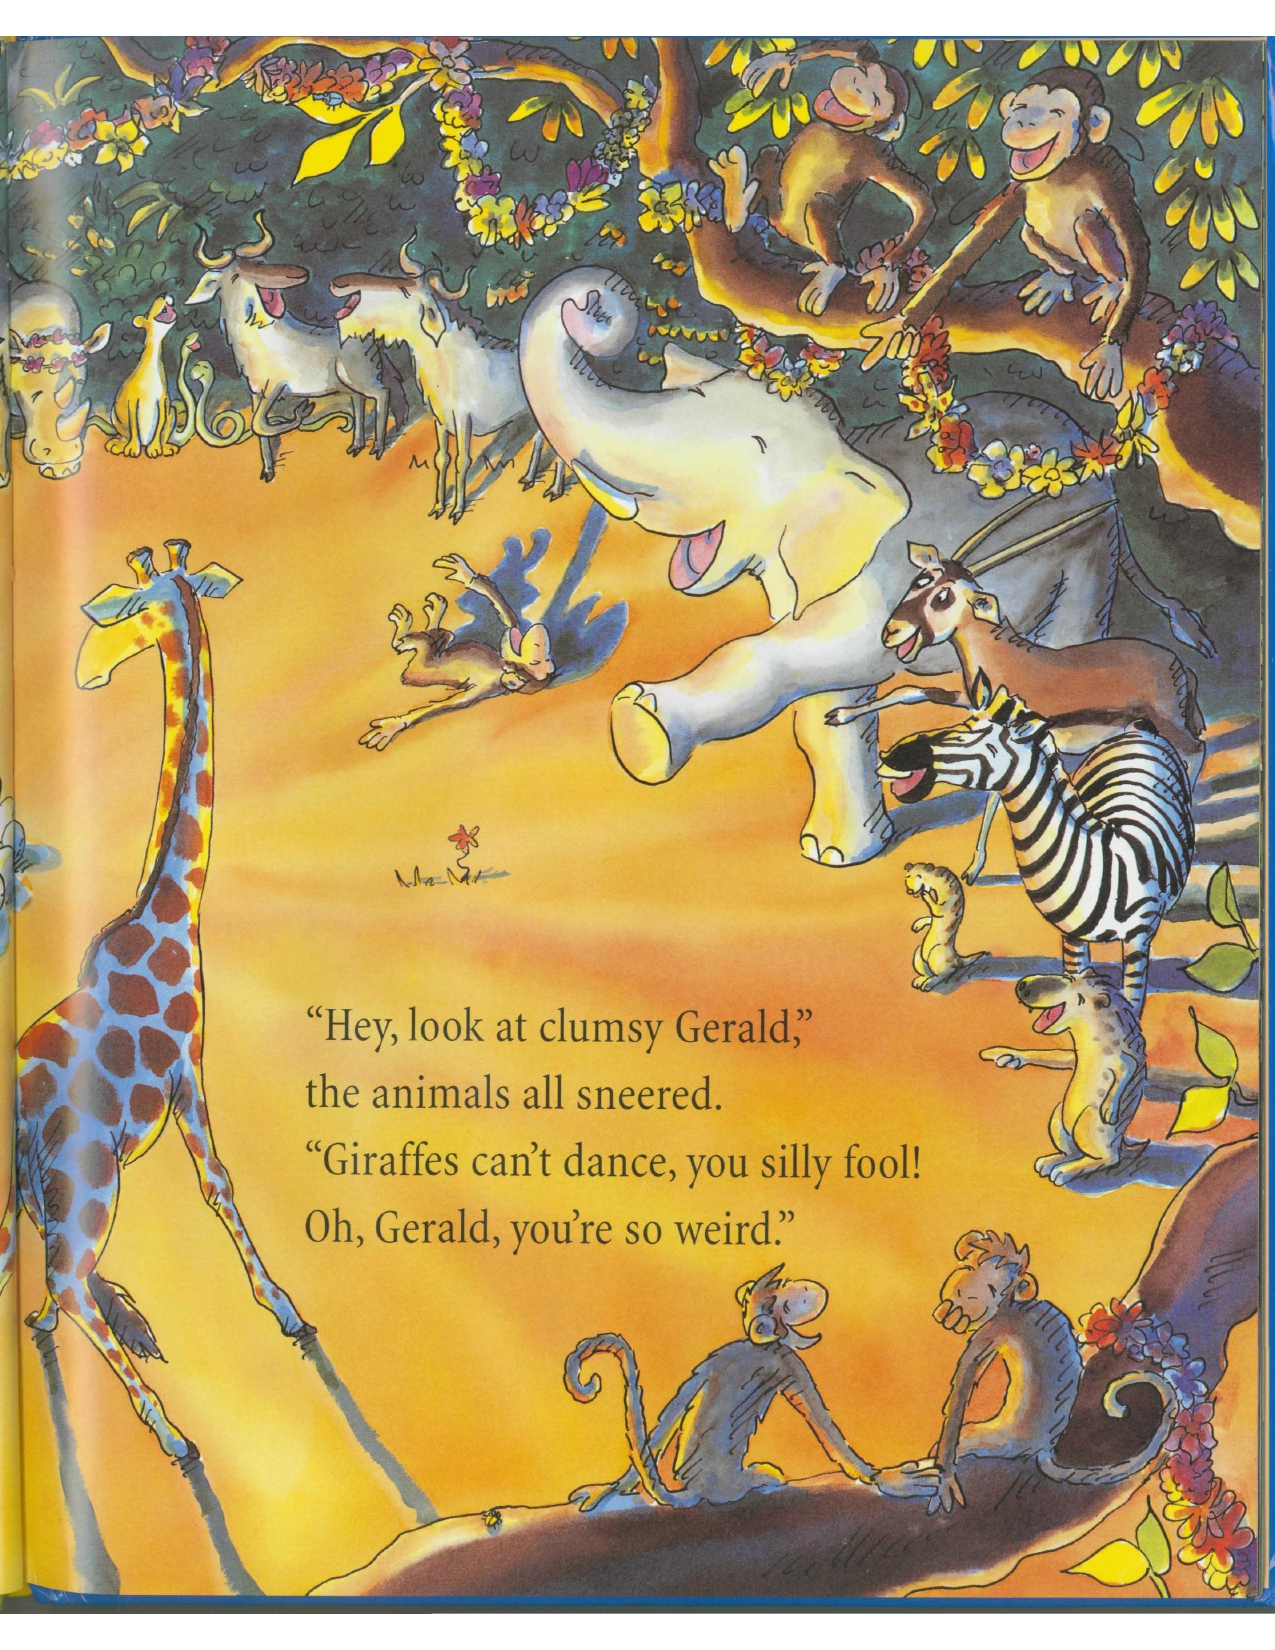 “Hey, look at clumsy Gerald,”
the animals all sneered.
“Giraffes can’t dance, you silly fool!
Oh, Gerald, you’re so weird.”